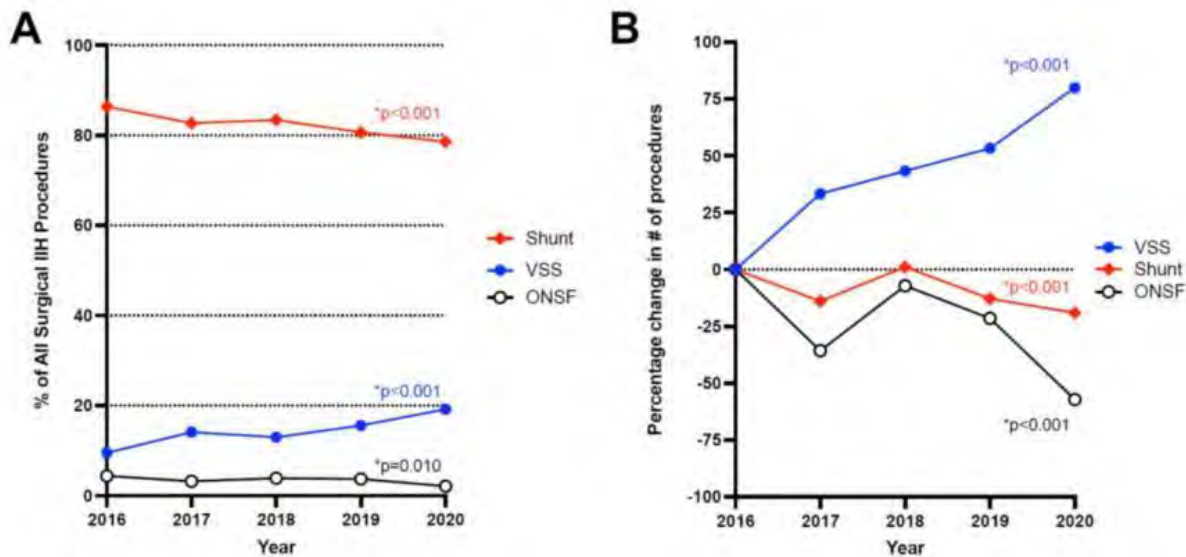 A
% of All Surgical IIH Procedures
100
80
60
40
20
0
*p<0.001
*p<0.001
*p=0.010
2016 2017 2018 2019 2020
Year
Shunt
VSS
ONSF
B
Percentage change in # of procedures
100
75
50
25
0
-25
-50
-75
-100
*p<0.001
*p<0.001
*p<0.001
2016 2017 2018 2019 2020
Year
VSS
Shunt
ONSF